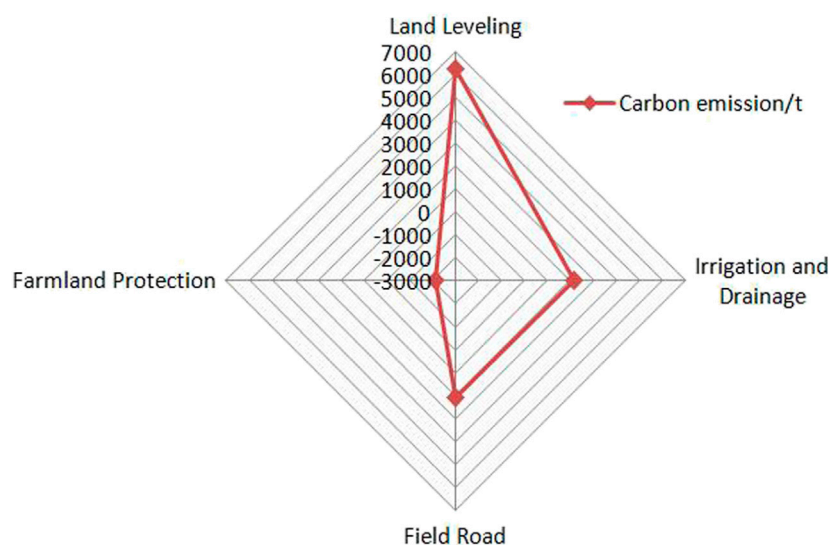 Land Leveling
7000
6000
5000
4000
3000
2000
1000
0
-1000
-2000
-3000
Carbon emission/t
Irrigation and
Drainage
Farmland Protection
Field Road